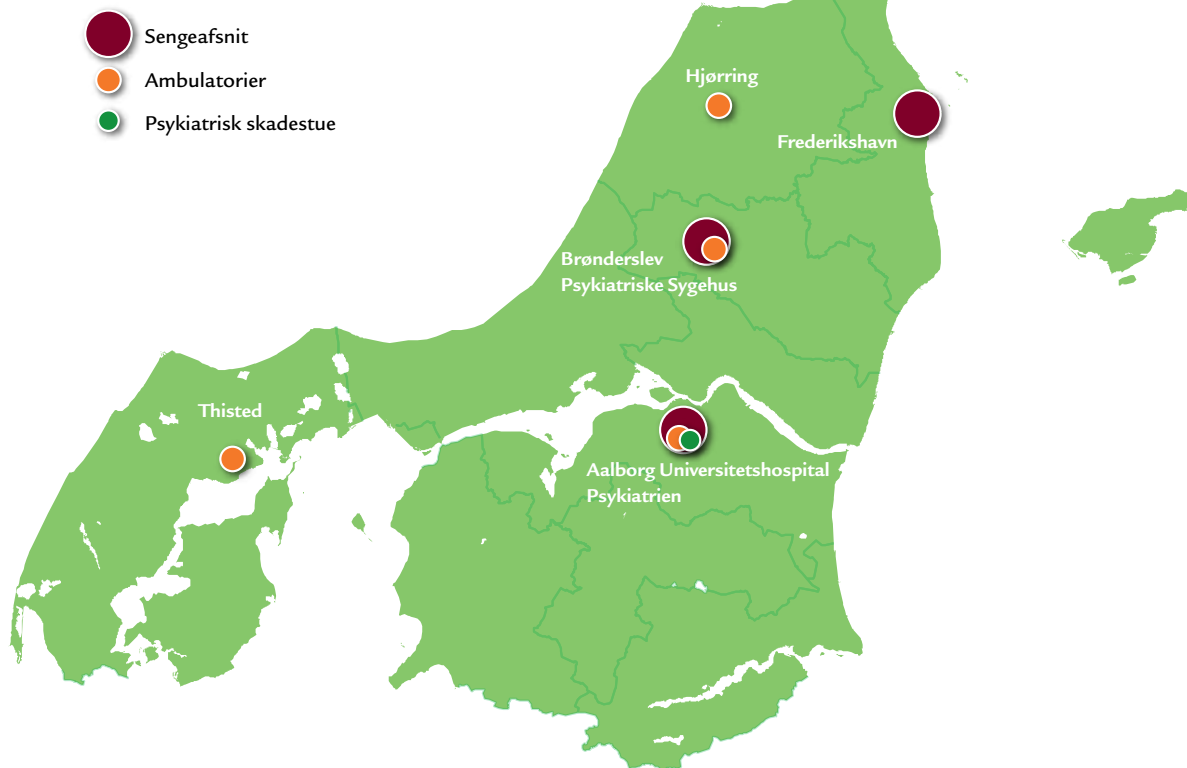 Sengeafsnit
Ambulatorier
Psykiatrisk skadestue
Hjørring
Frederikshavn
Brønderslev
Psykiatriske Sygehus
Thisted
Aalborg Universitetshospital
Psykiatrien